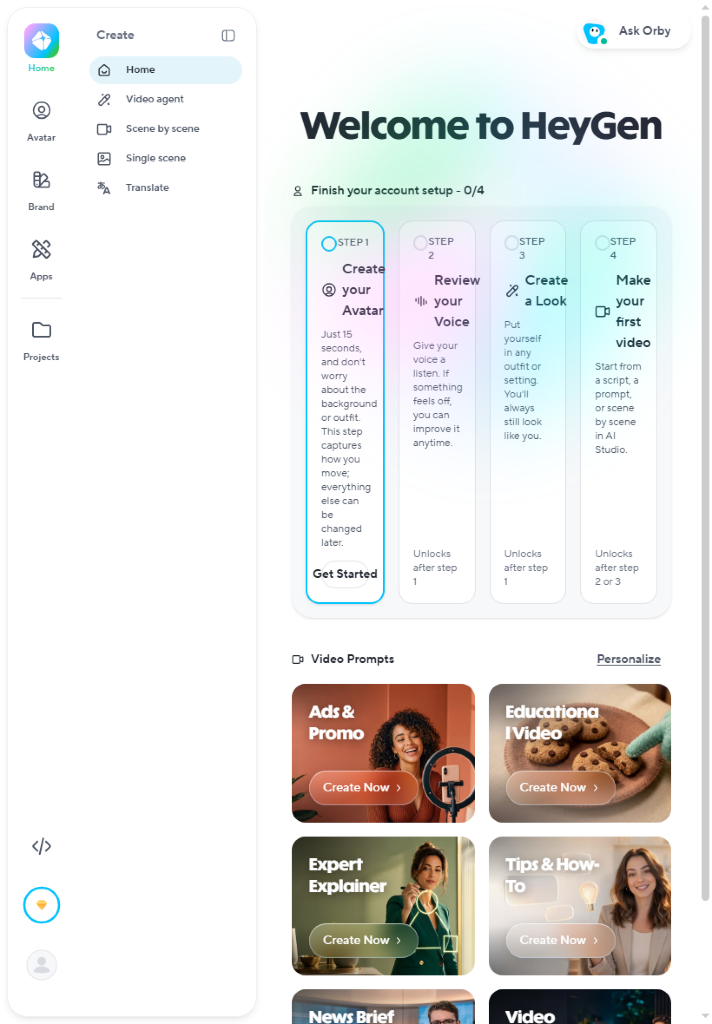 Home
Avatar
Brand
Apps
Projects
Create
Home
Video agent
Scene by scene
Single scene
Translate
Ask Orby
Welcome to HeyGen
Finish your account setup - 0/4
STEP 1
Create
your
Avatar
Just 15
seconds,
and don't
worry
about the
background
or outfit.
This step
captures
how you
move;
everything
else can
be
changed
later.
Get Started
STEP
2
Review
your
Voice
Give your
voice a
listen. If
something
feels off,
you can
improve it
anytime.
Unlocks
after step
1
STEP
3
Create
a Look
Put
yourself
in any
outfit or
setting.
You'll
always
still look
like you.
Unlocks
after step
1
STEP
4
Make
your
first
video
Start from
a script, a
prompt,
or scene
by scene
in AI
Studio.
Unlocks
after step
2 or 3
Video Prompts
Personalize
Ads &
Promo
Create Now
Educationa
l Video
Create Now
Expert
Explainer
Create Now
Tips & How-
To
Create Now
News Brief
Video